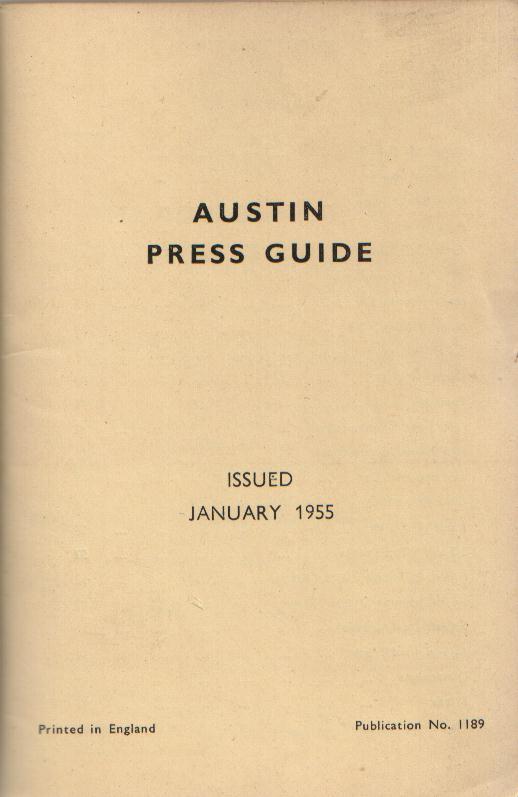 AUSTIN
PRESS GUIDE
ISSUED
JANUARY 1955
Printed in England
Publication No. 1189